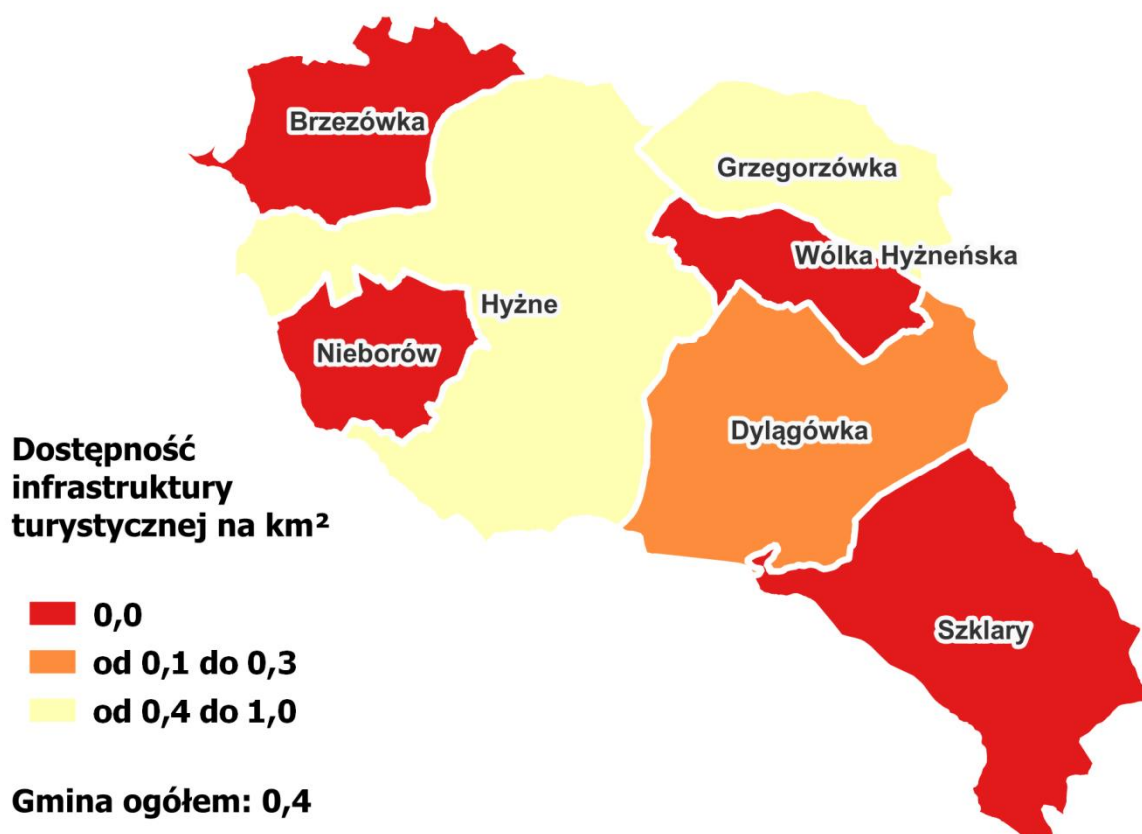 Brzezówka
Grzegorzówka
Wólka Hyżneńska
Hyżne
Nieborów
Dylągówka
Szklary
Dostępność
infrastruktury
turystycznej na km²
0,0
od 0,1 do 0,3
od 0,4 do 1,0
Gmina ogółem: 0,4